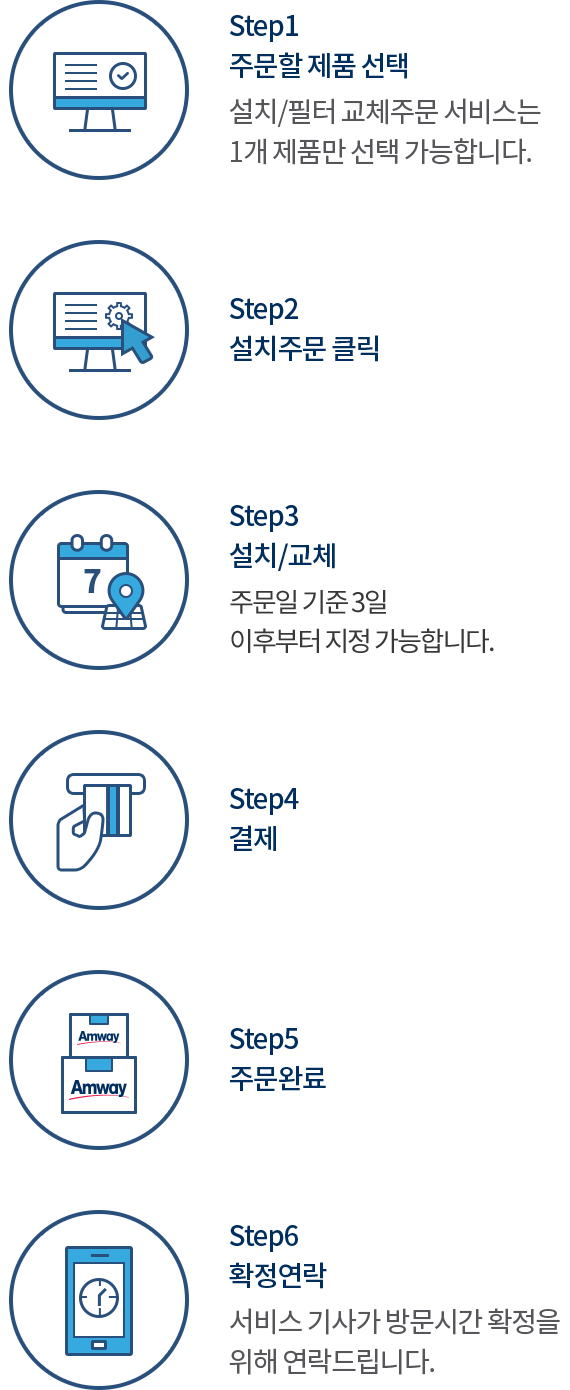 Step1
주문할 제품 선택
설치/필터 교체주문 서비스는
1개 제품만 선택 가능합니다.
Step2
설치주문 클릭
7
Step3
설치/교체
주문일 기준 3일
이후부터 지정 가능합니다.
Step4
결제
Amway
Amway
Step5
주문완료
Step6
확정연락
서비스 기사가 방문시간 확정을
위해 연락드립니다.